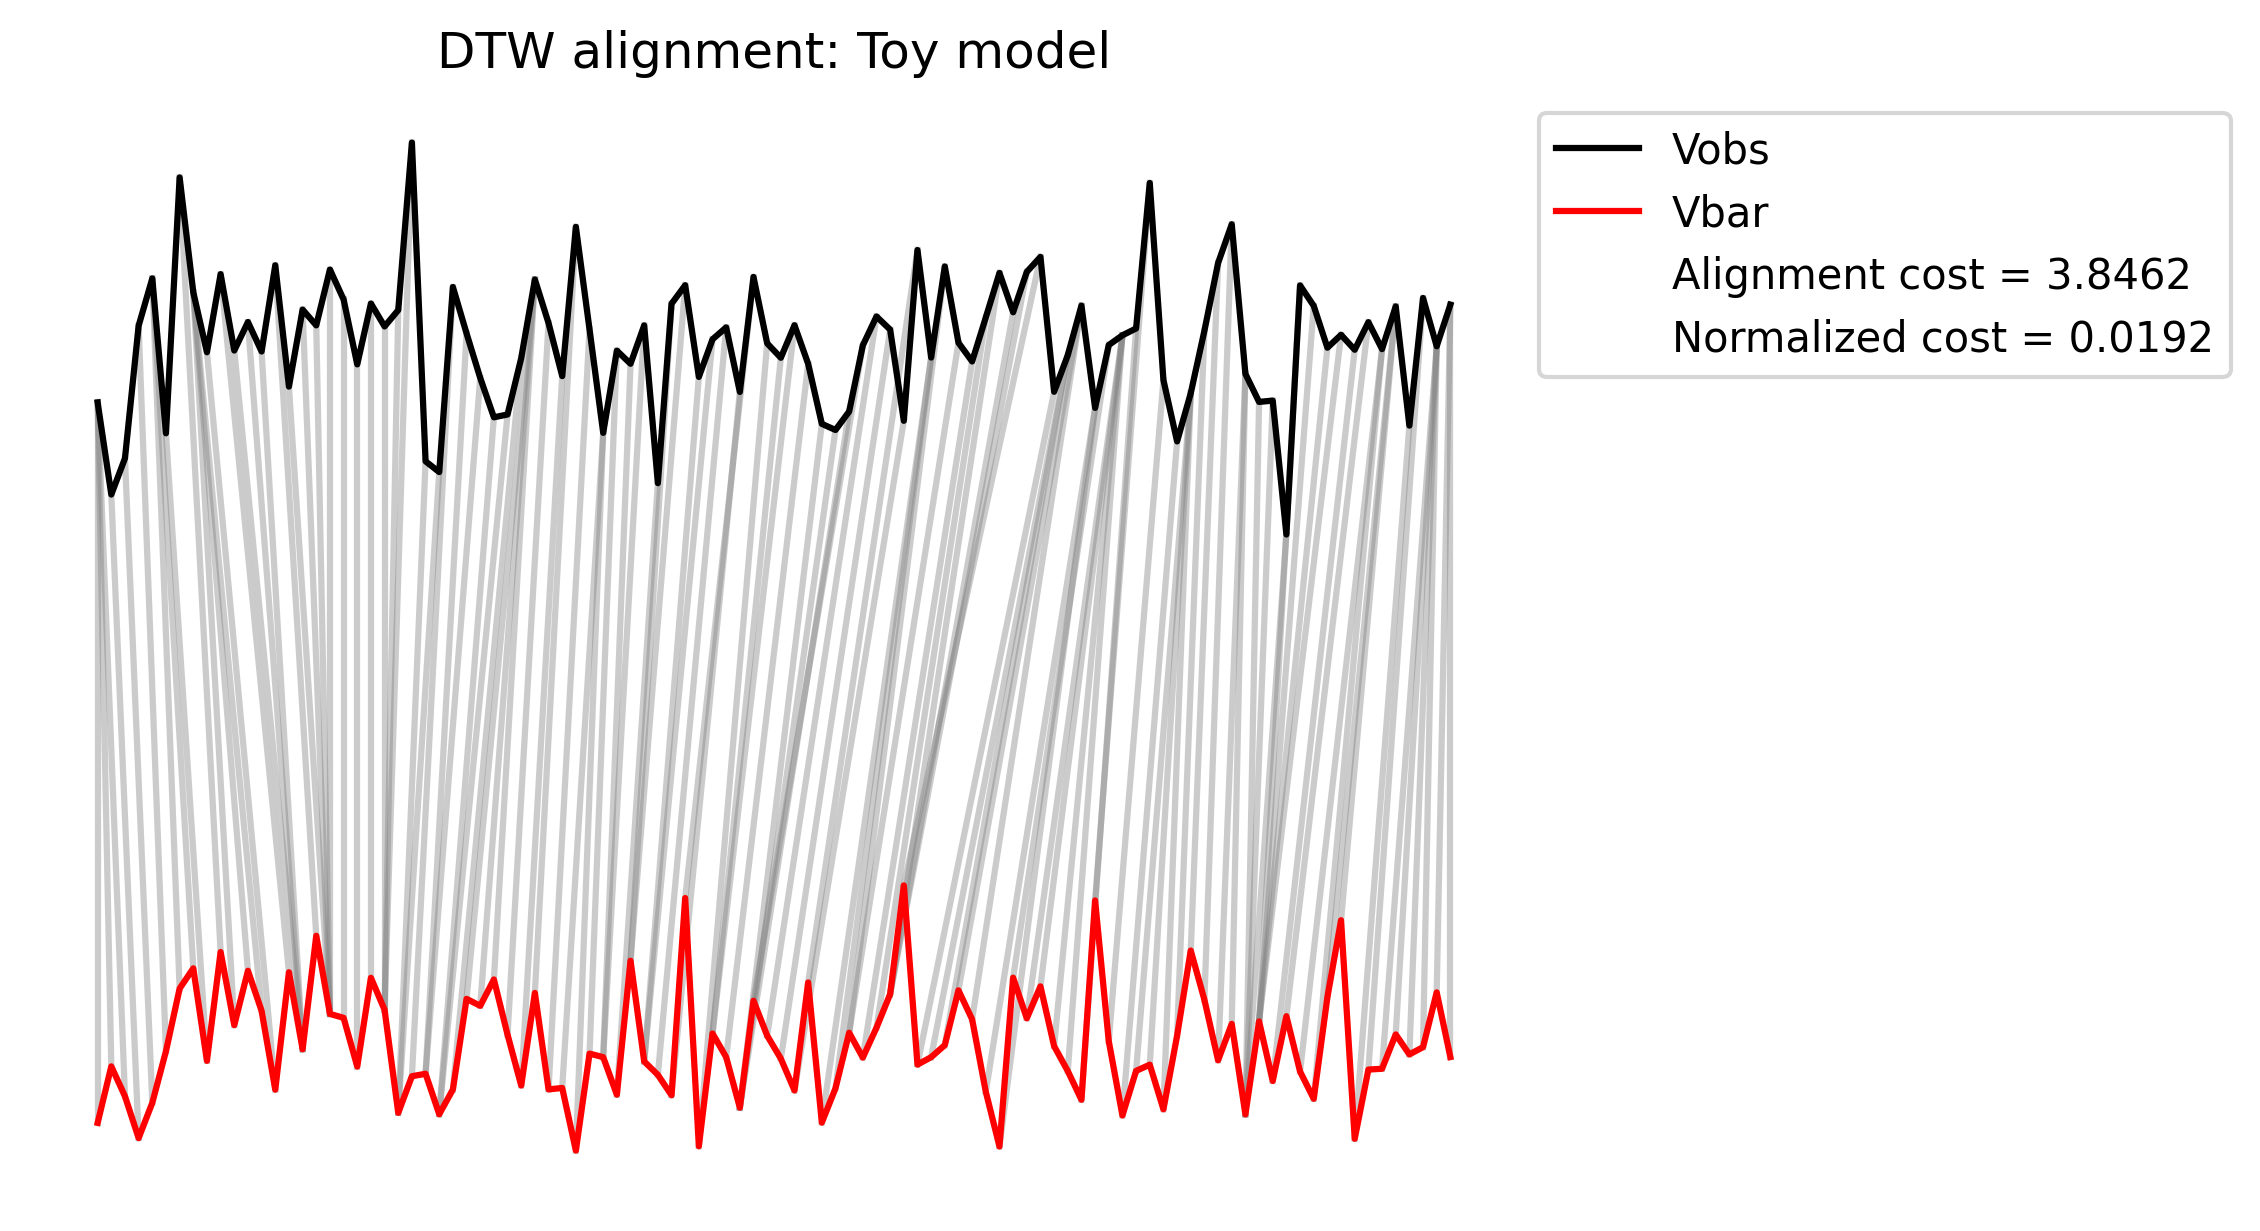 DTW alignment: Toy model
Vobs
Vbar
Alignment cost = 3.8462
Normalized cost = 0.0192